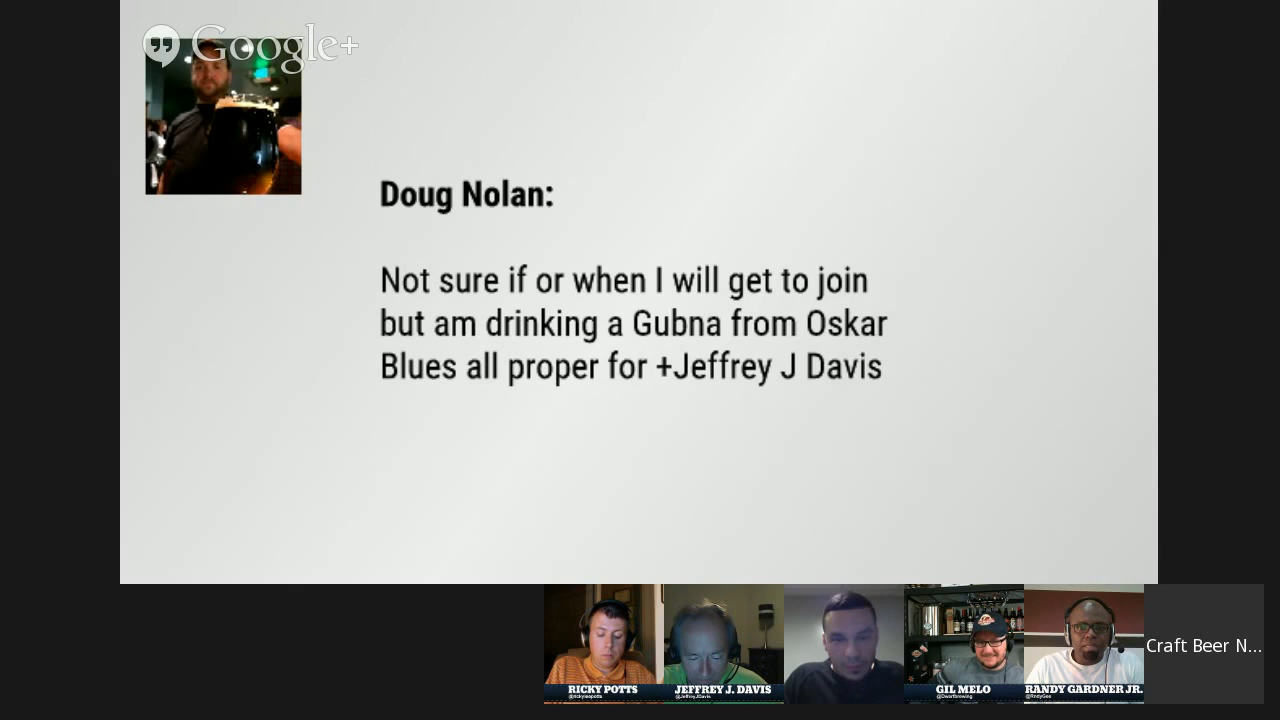 Google+
Doug Nolan:
Not sure if or when I will get to join
but am drinking a Gubna from Oskar
Blues all proper for +Jeffrey J Davis
Craft Beer N...
RICKY POTTS
JEFFREY J. DAVIS
GIL MELO
RANDY GARDNER JR.
@JeffreyJDavis